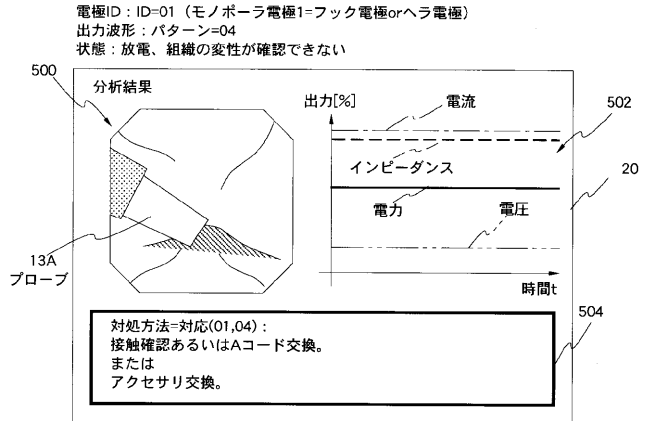 電極ID：ID=01（モノポーラ電極1=フック電極orヘラ電極）
出力波形：パターン=04
状態：放電、組織の変性が確認できない
500
分析結果
出力[%]
電流
502
インピーダンス
20
電力
電圧
13A
プローブ
時間t
504
対処方法=対応(01,04)：
接触確認あるいはAコード交換。
または
アクセサリ交換。